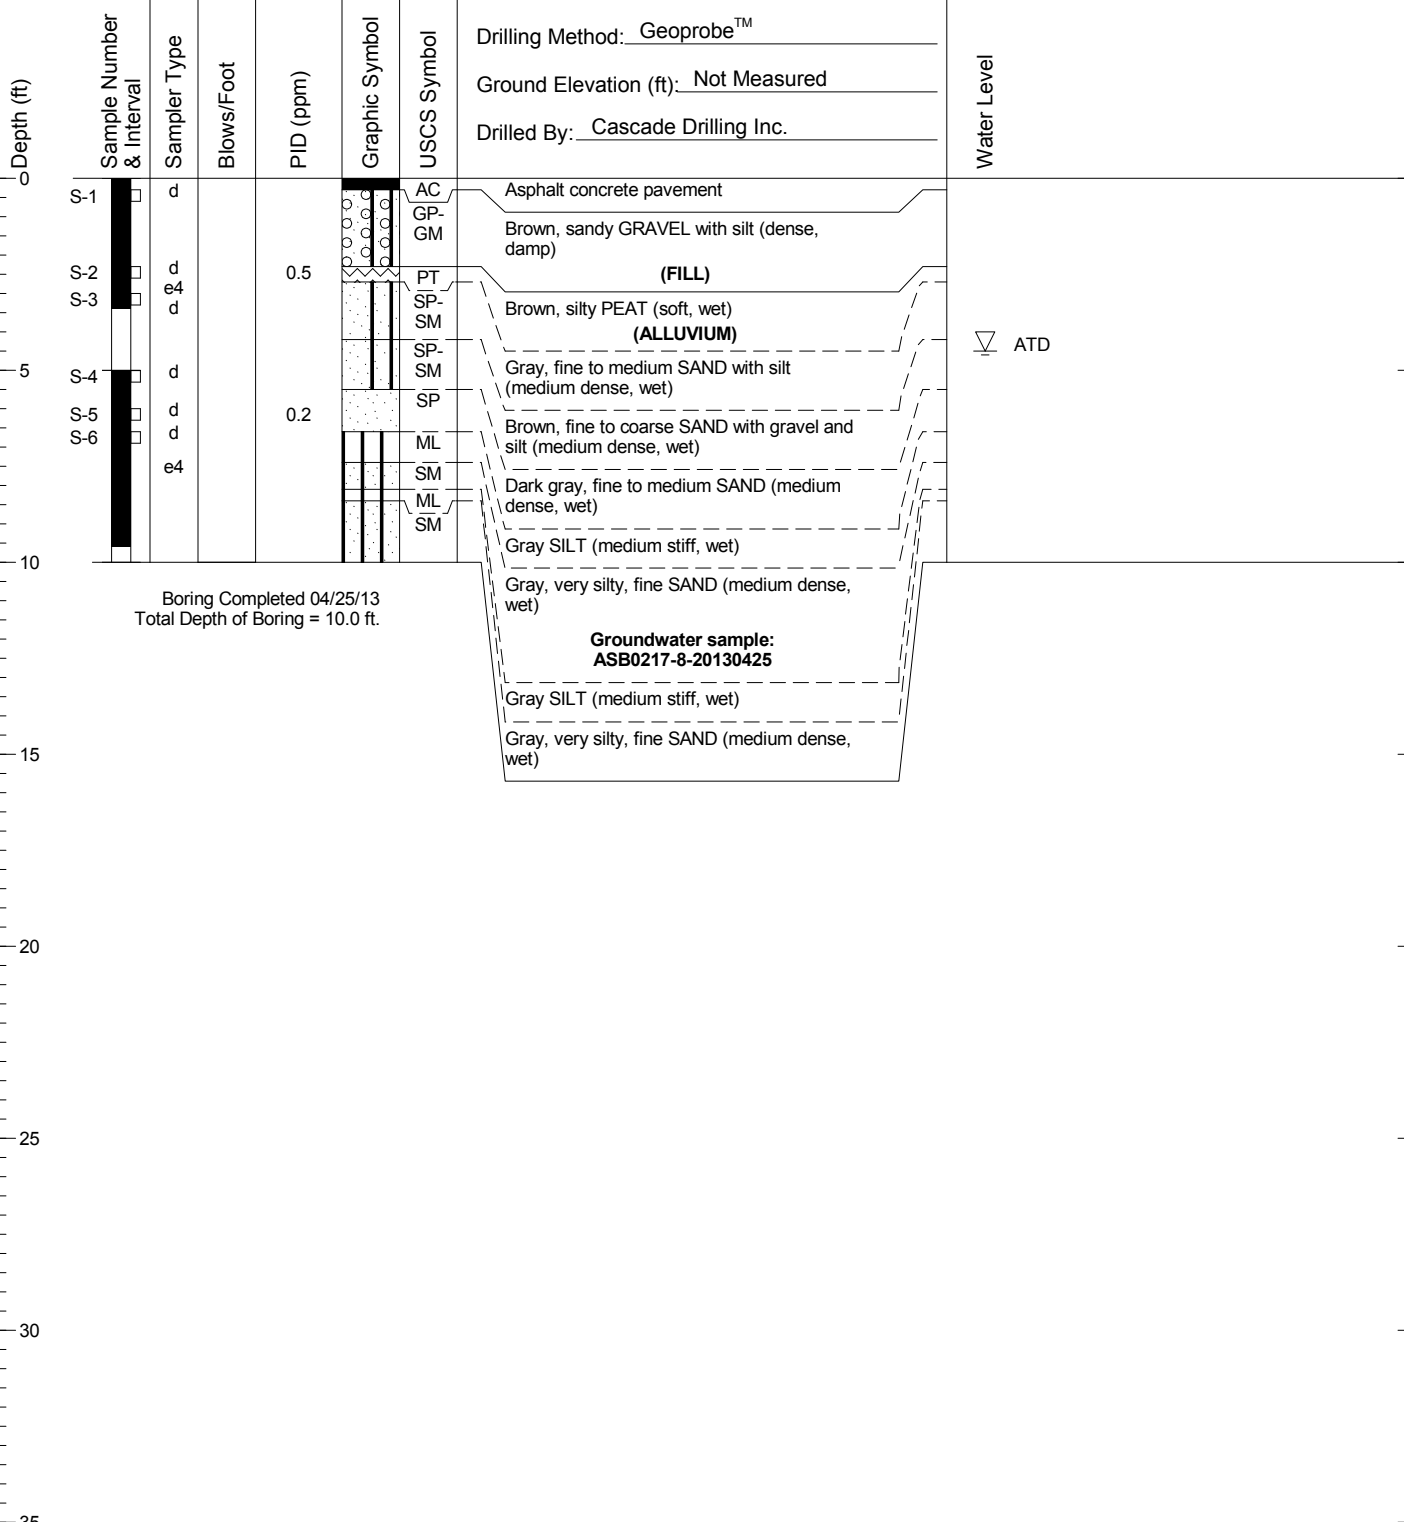 Depth (ft)
Sample Number
& Interval
Sampler Type
Blows/Foot
PID (ppm)
Graphic Symbol
USCS Symbol
Drilling Method: Geoprobe™
Ground Elevation (ft): Not Measured
Drilled By: Cascade Drilling Inc.
Water Level
0
S-1 d AC Asphalt concrete pavement
GP-
GM
Brown, sandy GRAVEL with silt (dense,
damp)
(FILL)
S-2 d 0.5 PT
e4
S-3 d SP-
SM
Brown, silty PEAT (soft, wet)
(ALLUVIUM)
ATD
SP-
SM
5
S-4 d
Gray, fine to medium SAND with silt
(medium dense, wet)
SP
S-5 d 0.2
S-6 d ML
Brown, fine to coarse SAND with gravel and
silt (medium dense, wet)
e4 SM
ML
Dark gray, fine to medium SAND (medium
dense, wet)
SM
Gray SILT (medium stiff, wet)
10
Gray, very silty, fine SAND (medium dense,
wet)
Boring Completed 04/25/13
Total Depth of Boring = 10.0 ft.
Groundwater sample:
ASB0217-8-20130425
Gray SILT (medium stiff, wet)
Gray, very silty, fine SAND (medium dense,
wet)
15
20
25
30
35